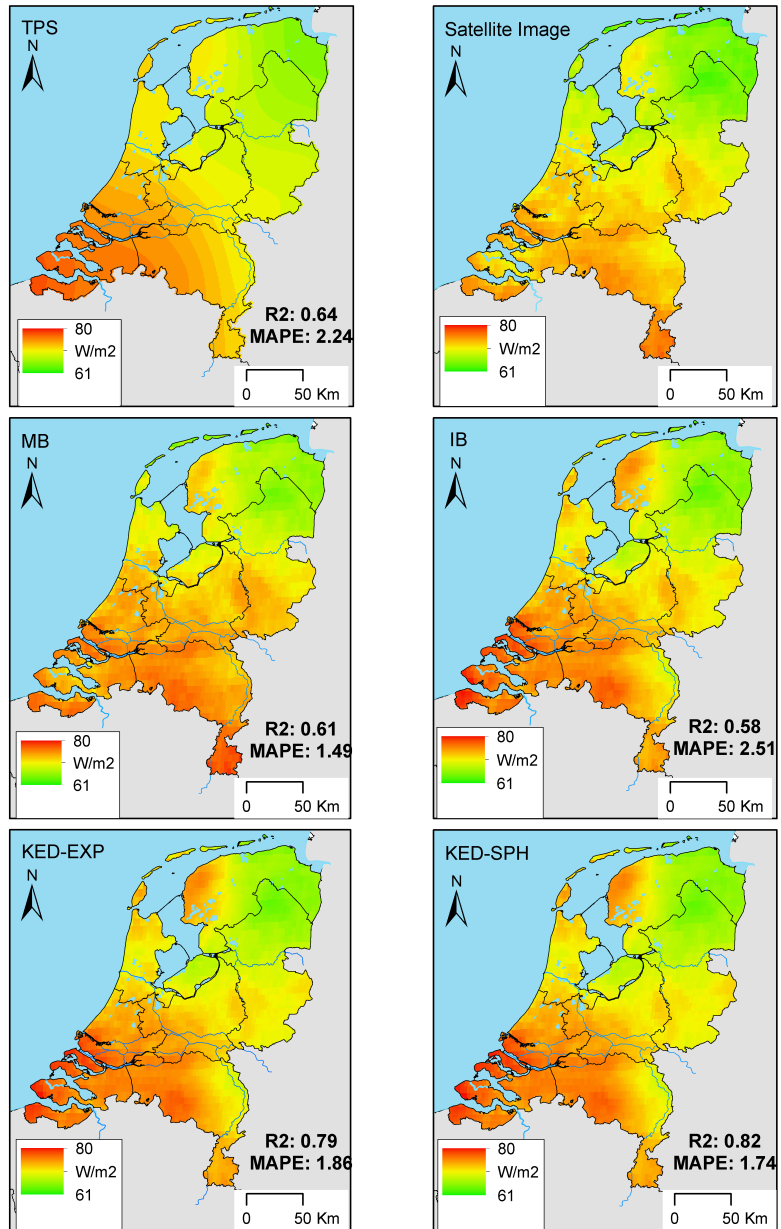 TPS
N
R2: 0.64
MAPE: 2.24
80
W/m2
61
0 50 Km
Satellite Image
N
80
W/m2
61
0 50 Km
MB
N
R2: 0.61
MAPE: 1.49
80
W/m2
61
0 50 Km
IB
N
R2: 0.58
MAPE: 2.51
80
W/m2
61
0 50 Km
KED-EXP
N
R2: 0.79
MAPE: 1.86
80
W/m2
61
0 50 Km
KED-SPH
N
R2: 0.82
MAPE: 1.74
80
W/m2
61
0 50 Km